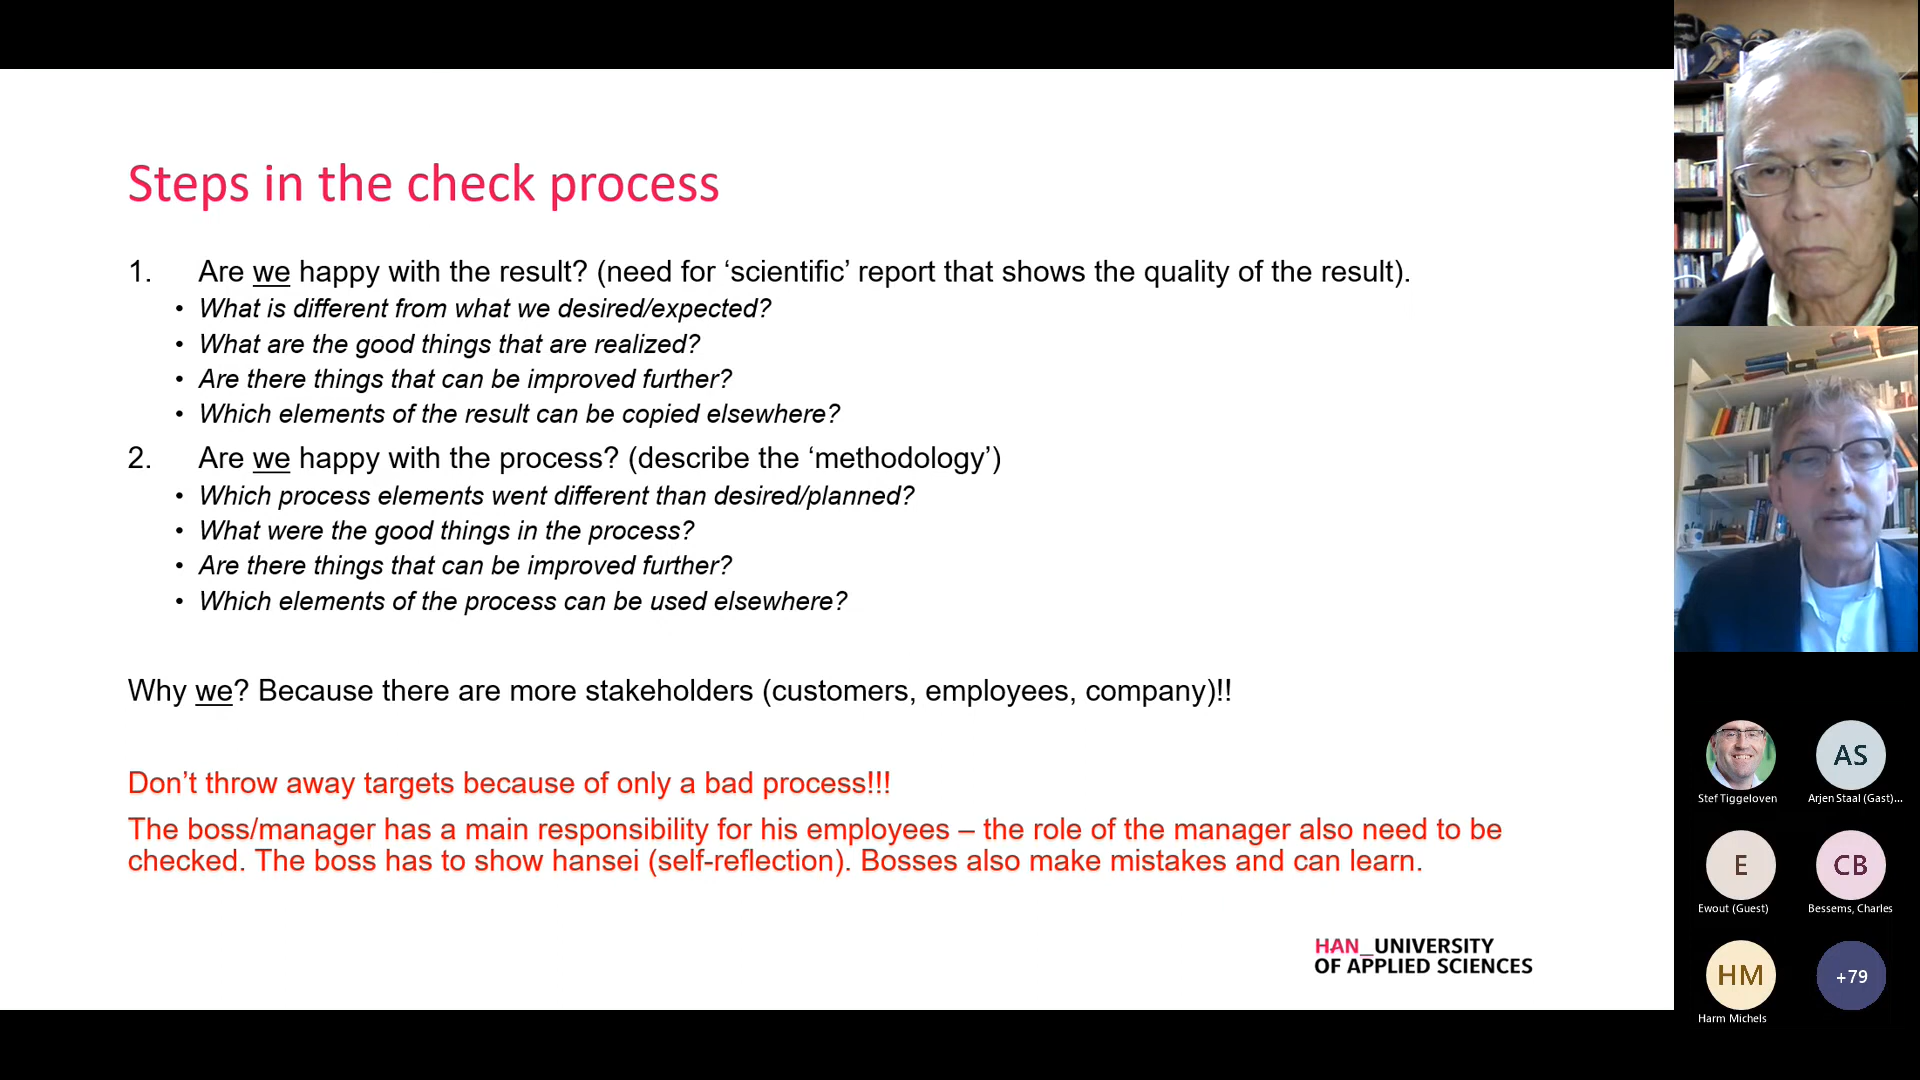 Steps in the check process
1. Are we happy with the result? (need for ‘scientific’ report that shows the quality of the result).
• What is different from what we desired/expected?
• What are the good things that are realized?
• Are there things that can be improved further?
• Which elements of the result can be copied elsewhere?
2. Are we happy with the process? (describe the ‘methodology’)
• Which process elements went different than desired/planned?
• What were the good things in the process?
• Are there things that can be improved further?
• Which elements of the process can be used elsewhere?
Why we? Because there are more stakeholders (customers, employees, company)!!
Don’t throw away targets because of only a bad process!!!
The boss/manager has a main responsibility for his employees – the role of the manager also need to be
checked. The boss has to show hansei (self-reflection). Bosses also make mistakes and can learn.
HAN_UNIVERSITY
OF APPLIED SCIENCES
Stef Tiggeloven
AS
Arjen Staal (Gast)...
E
Ewout (Guest)
CB
Bessems, Charles
HM
Harm Michels
+79